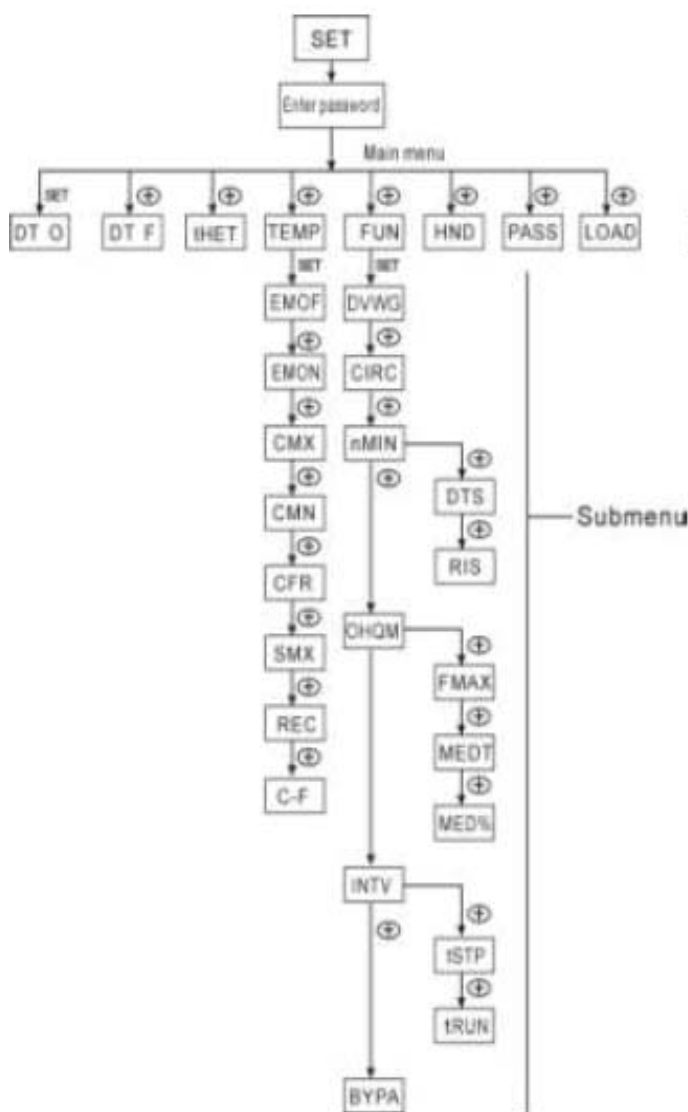 SET
Enter password
Main menu
SET
DT O DT F tHET TEMP FUN HND PASS LOAD
SET SET
EMOF DVWG
EMON CIRC
CMX nMIN
DTS
CMN
Submenu
CFR RIS
SMX OHQM
FMAX
REC
MEDT
C-F
MED%
INTV
tSTP
tRUN
BYPA